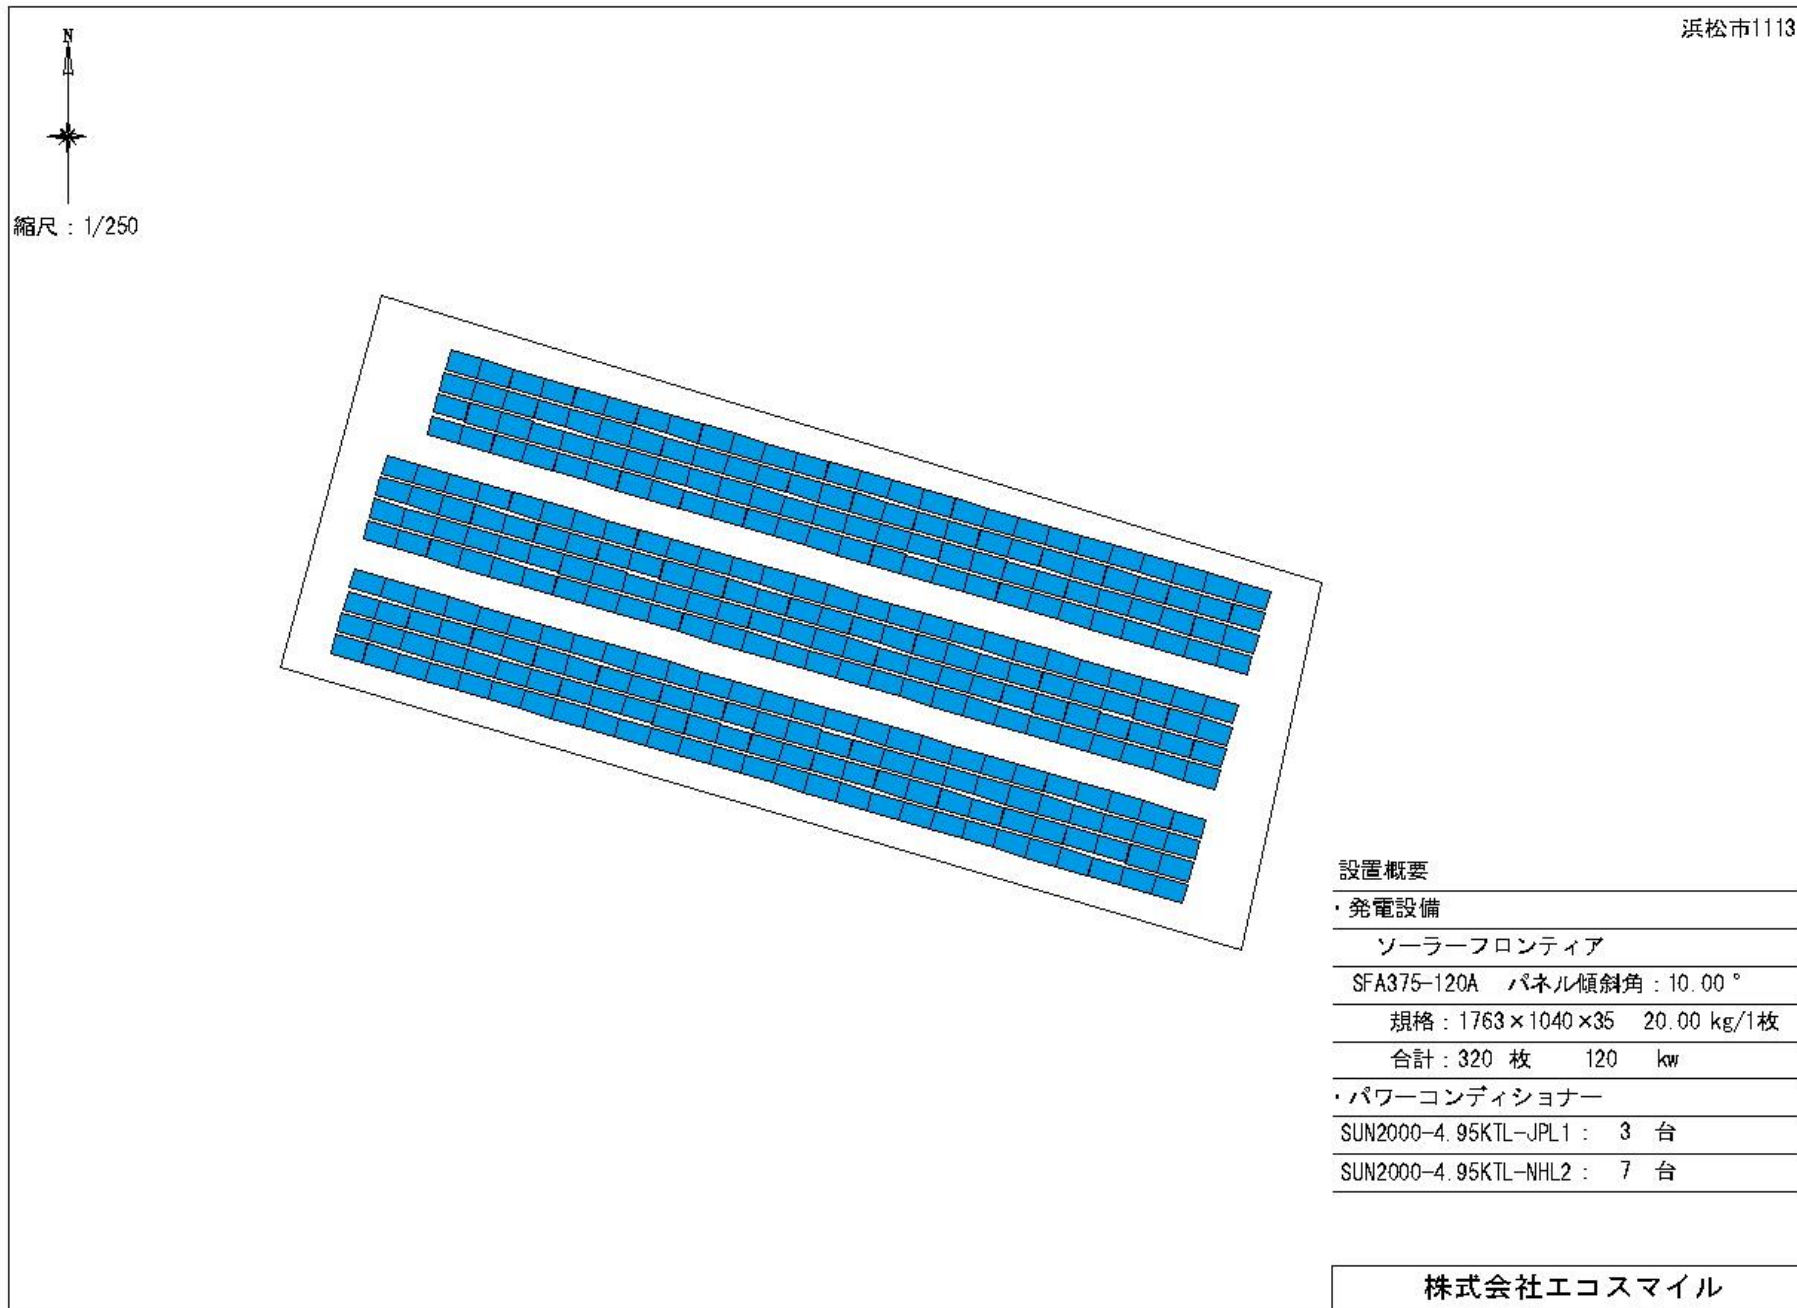 浜松市1113
N
縮尺：1/250
設置概要
・発電設備
ソーラーフロンティア
SFA375-120A パネル傾斜角：10.00°
規格：1763×1040×35 20.00 kg/1枚
合計：320 枚 120 kw
・パワーコンディショナー
SUN2000-4.95KTL-JPL1： 3 台
SUN2000-4.95KTL-NHL2： 7 台
株式会社エコスマイル